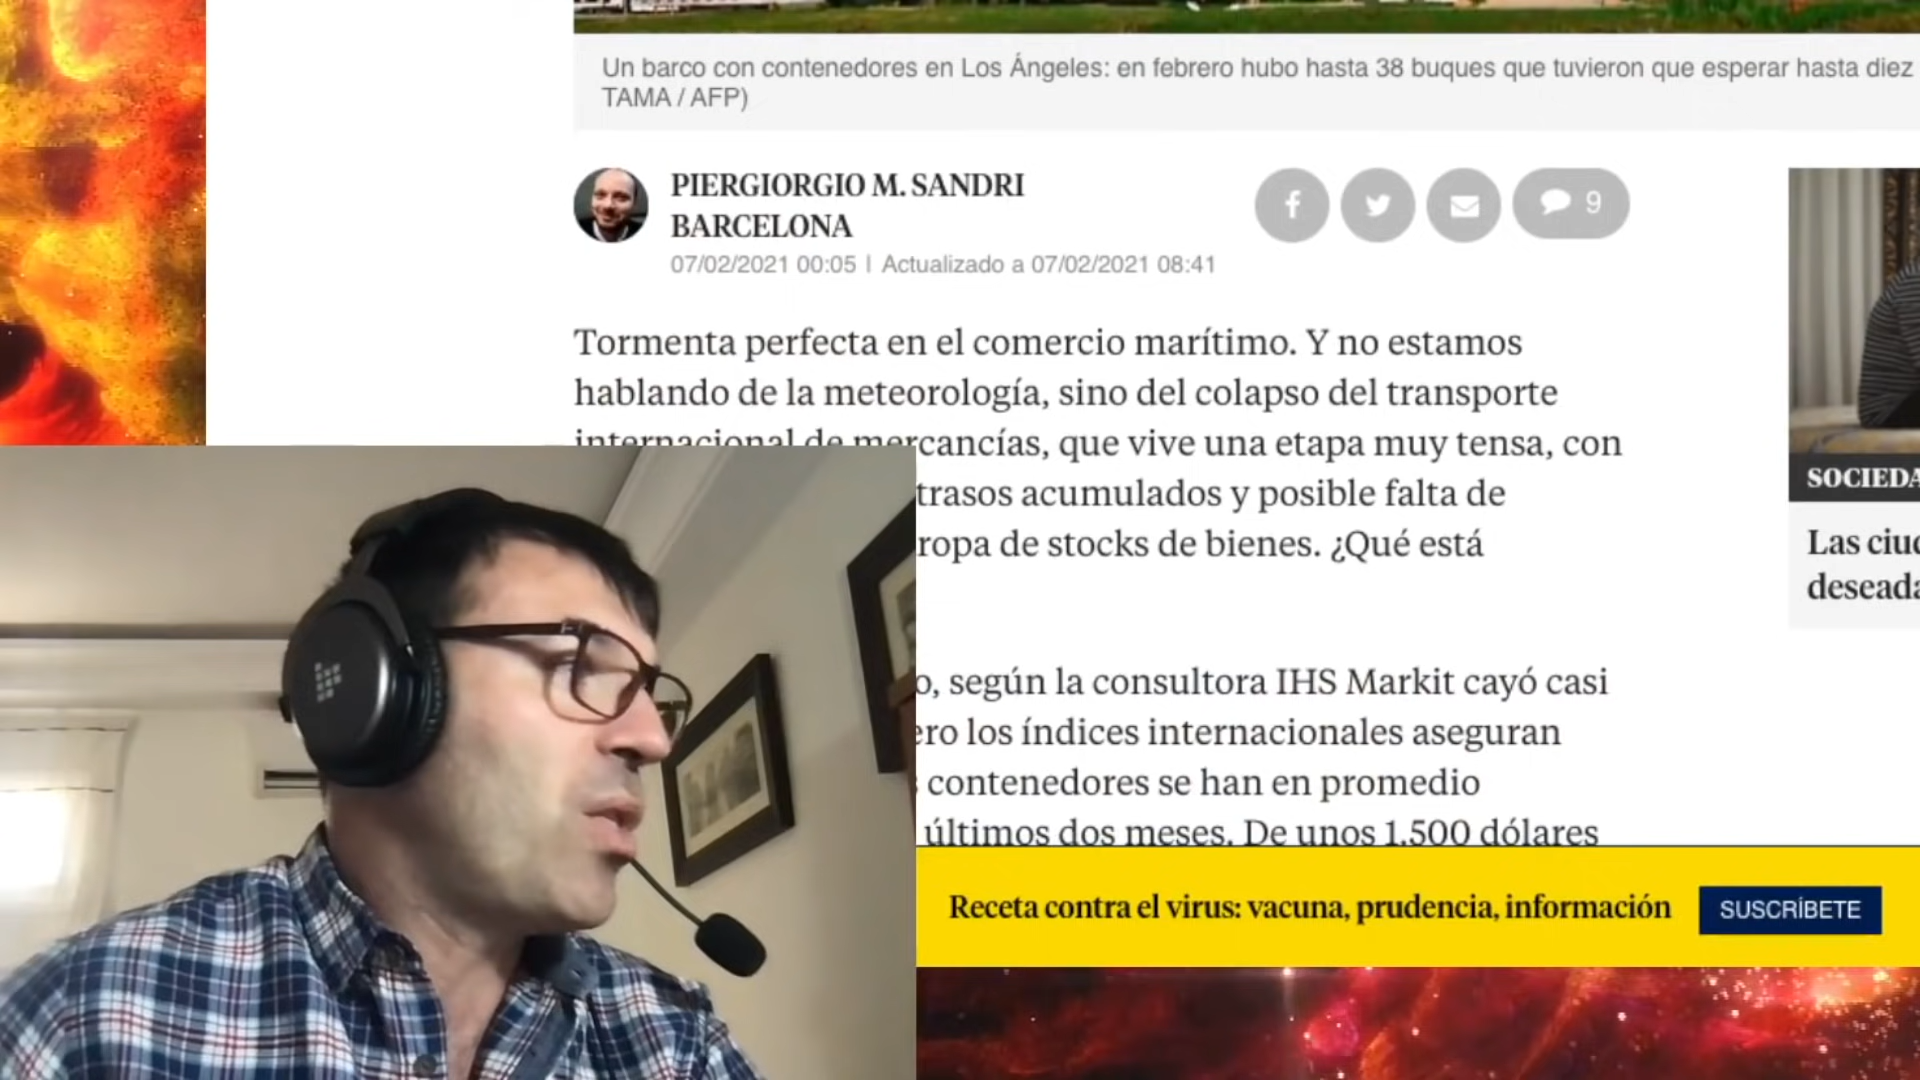 Un barco con contenedores en Los Ángeles: en febrero hubo hasta 38 buques que tuvieron que esperar hasta diez
TAMA / AFP)
PIERGIORGIO M. SANDRI
BARCELONA
9
07/02/2021 00:05 | Actualizado a 07/02/2021 08:41
Tormenta perfecta en el comercio marítimo. Y no estamos
hablando de la meteorología, sino del colapso del transporte
internacional de mercancías, que vive una etapa muy tensa, con
trasos acumulados y posible falta de
ropa de stocks de bienes. ¿Qué está
o, según la consultora IHS Markit cayó casi
ero los índices internacionales aseguran
contenedores se han en promedio
últimos dos meses. De unos 1.500 dólares
SOCIEDA
Las ciud
deseada
Receta contra el virus: vacuna, prudencia, información
SUSCRÍBETE